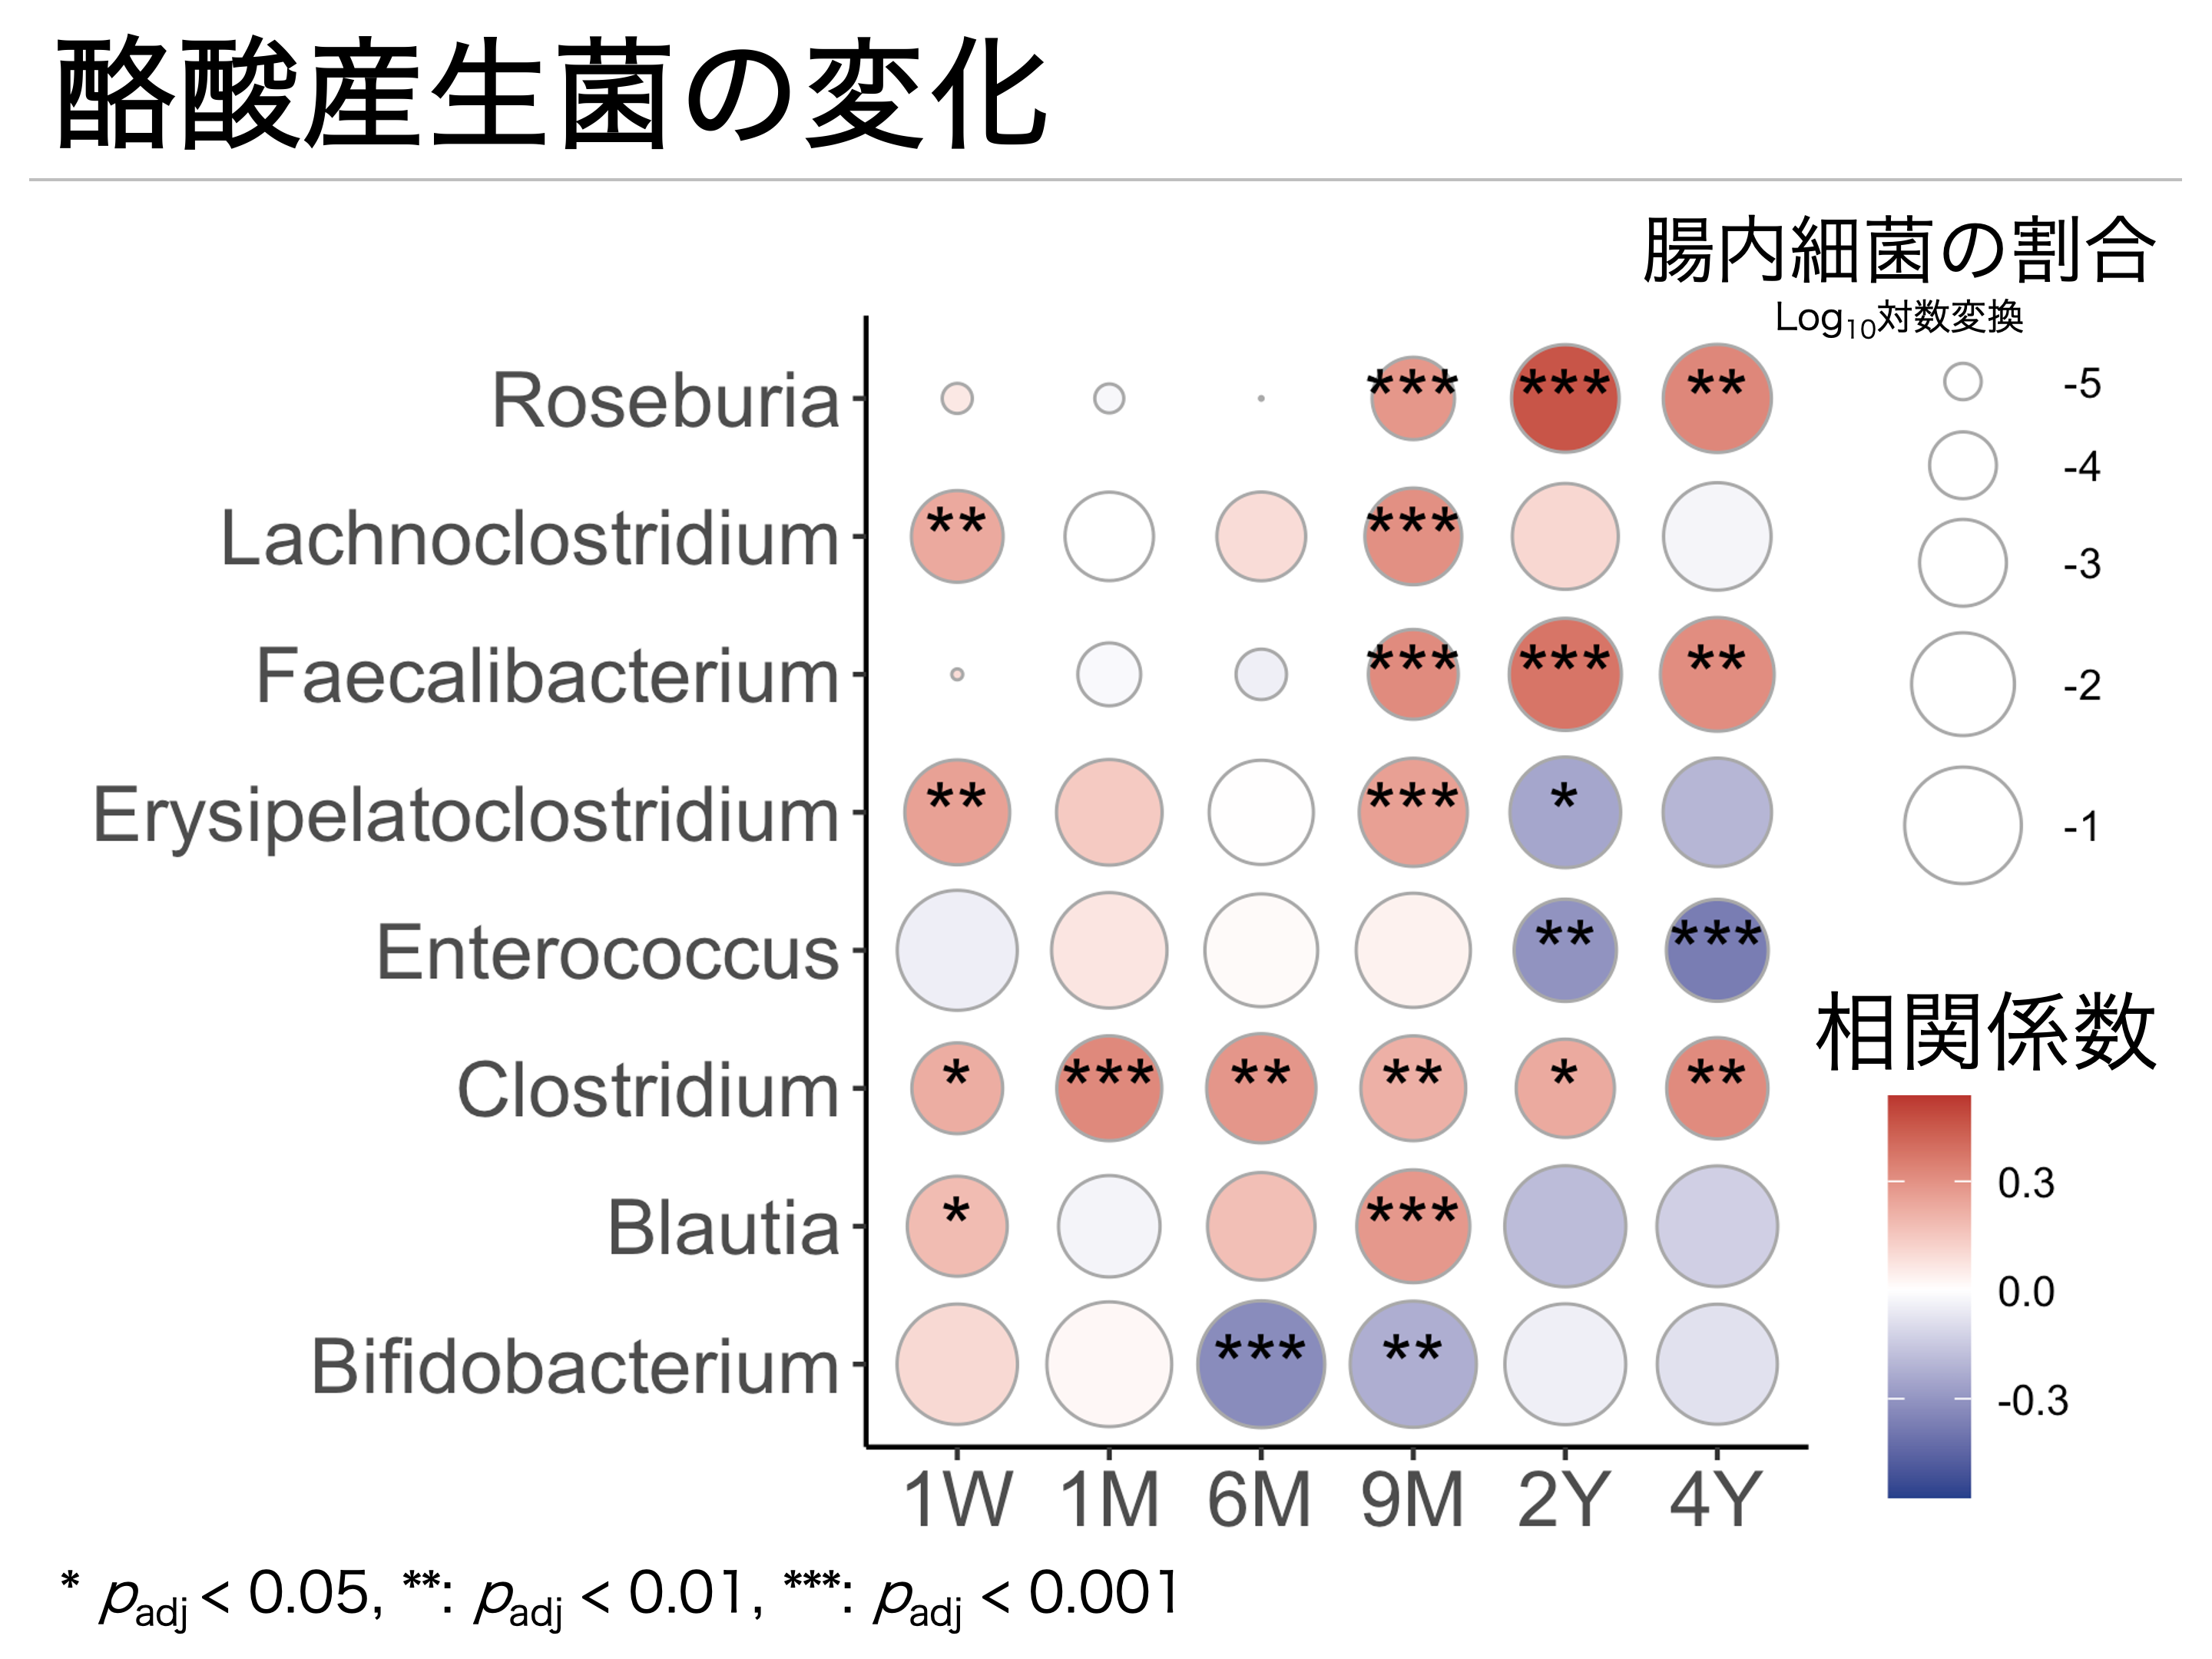 酪酸産生菌の変化
腸内細菌の割合
Log10対数変換
-5
-4
-3
-2
-1
Roseburia
*** *** **
Lachnoclostridium
** ***
Faecalibacterium
*** *** **
Erysipelatoclostridium
** *** *
Enterococcus
** ***
Clostridium
* *** ** ** * **
Blautia
* ***
Bifidobacterium
*** **
1W 1M 6M 9M 2Y 4Y
相関係数
0.3
0.0
-0.3
* padj < 0.05, **: padj < 0.01, ***: padj < 0.001